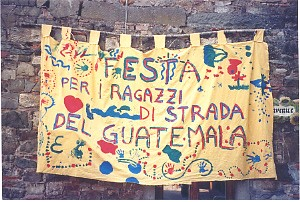 FESTA
PER I RAGAZZI
DI STRADA
DEL GUATEMALA